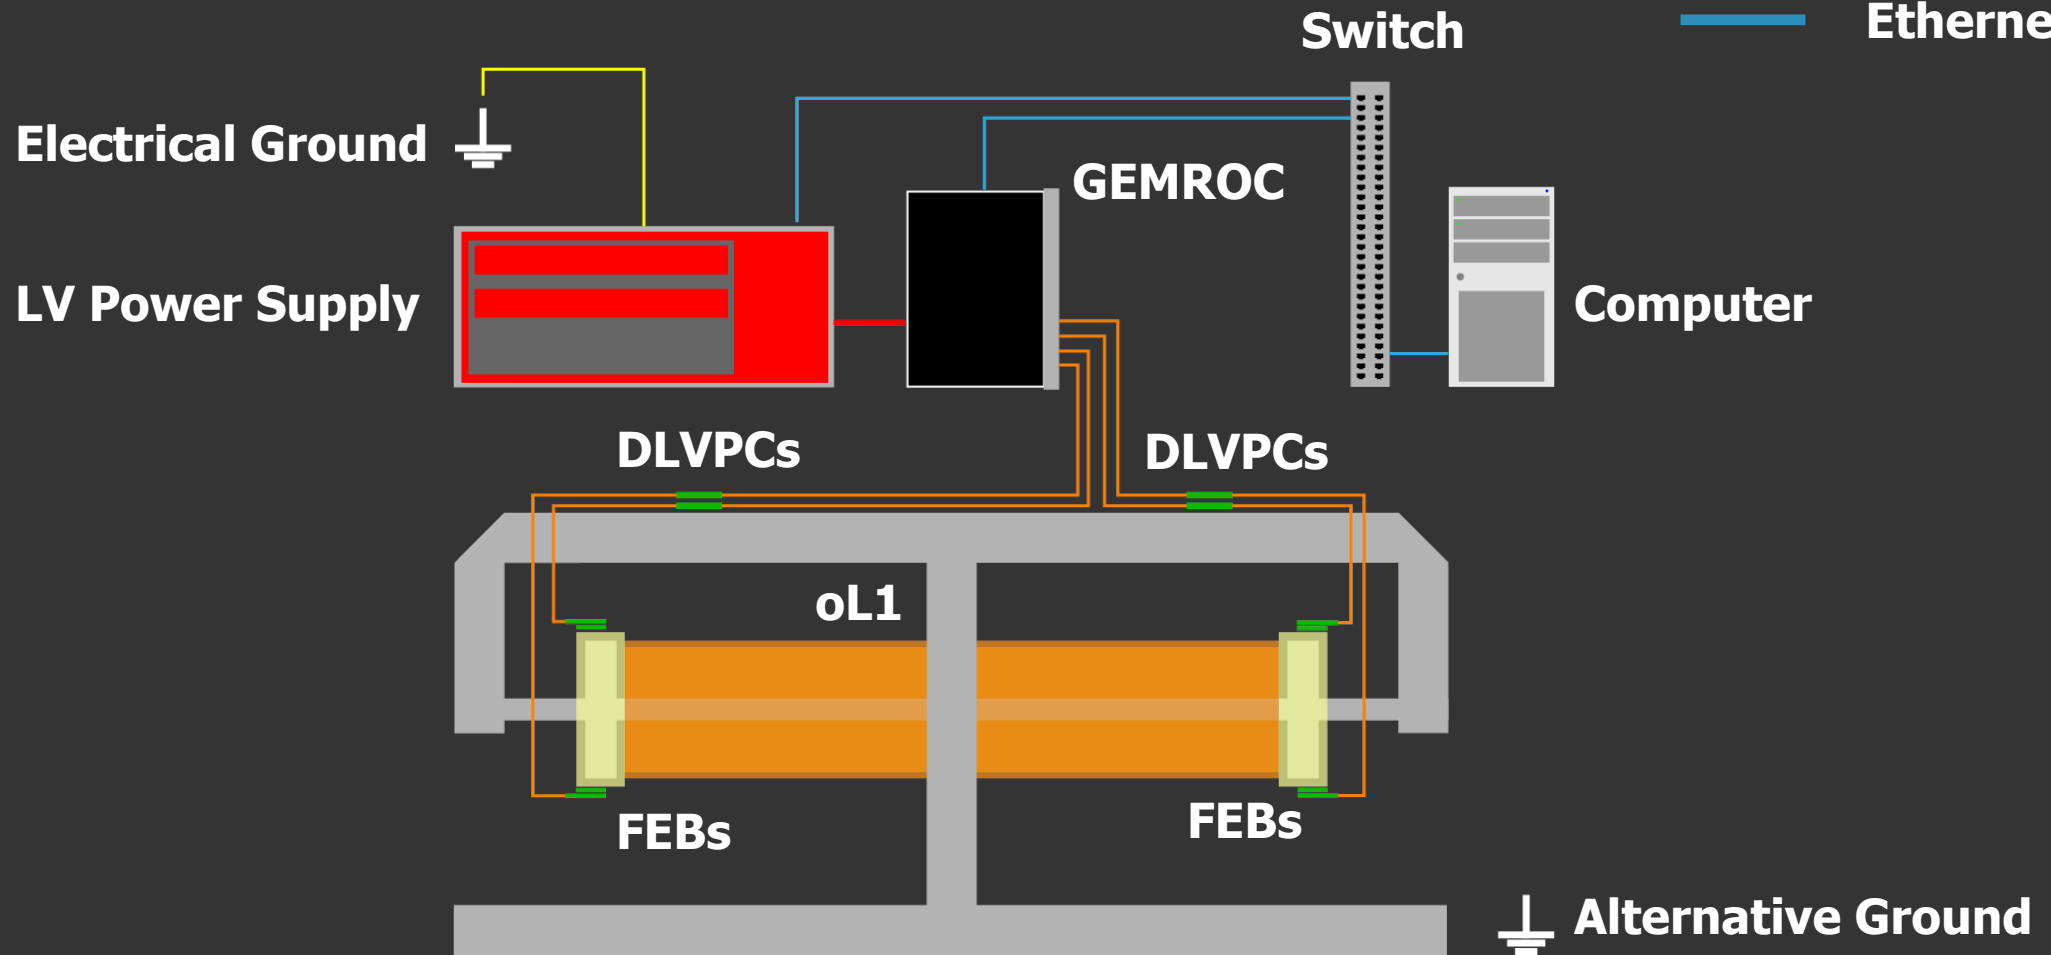 Switch
Etherne
Electrical Ground
GEMROC
LV Power Supply
Computer
DLVPCs
DLVPCs
oL1
FEBs
FEBs
Alternative Ground